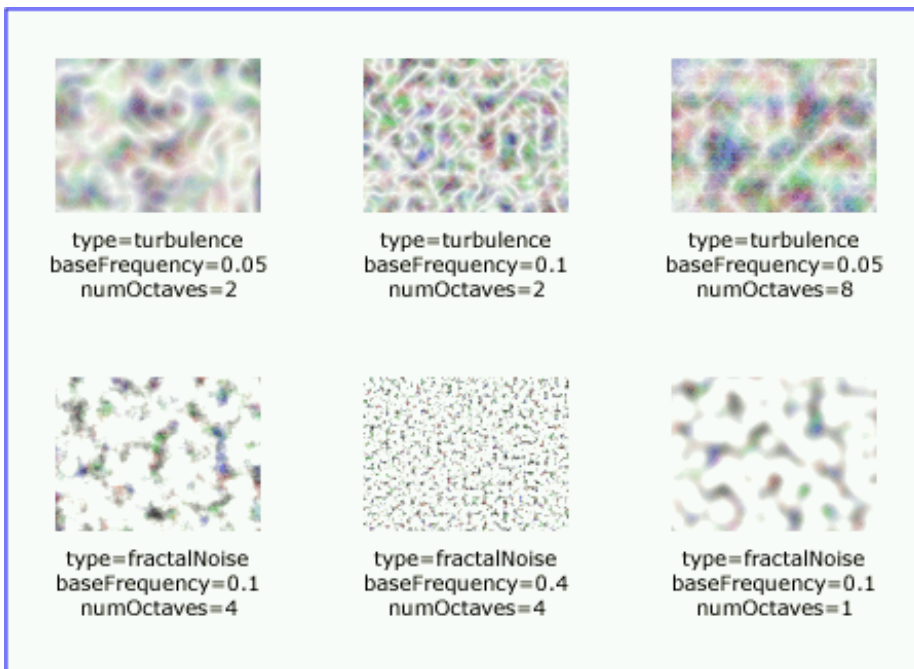 type=turbulence
baseFrequency=0.05
numOctaves=2
type=turbulence
baseFrequency=0.1
numOctaves=2
type=turbulence
baseFrequency=0.05
numOctaves=8
type=fractalNoise
baseFrequency=0.1
numOctaves=4
type=fractalNoise
baseFrequency=0.4
numOctaves=4
type=fractalNoise
baseFrequency=0.1
numOctaves=1